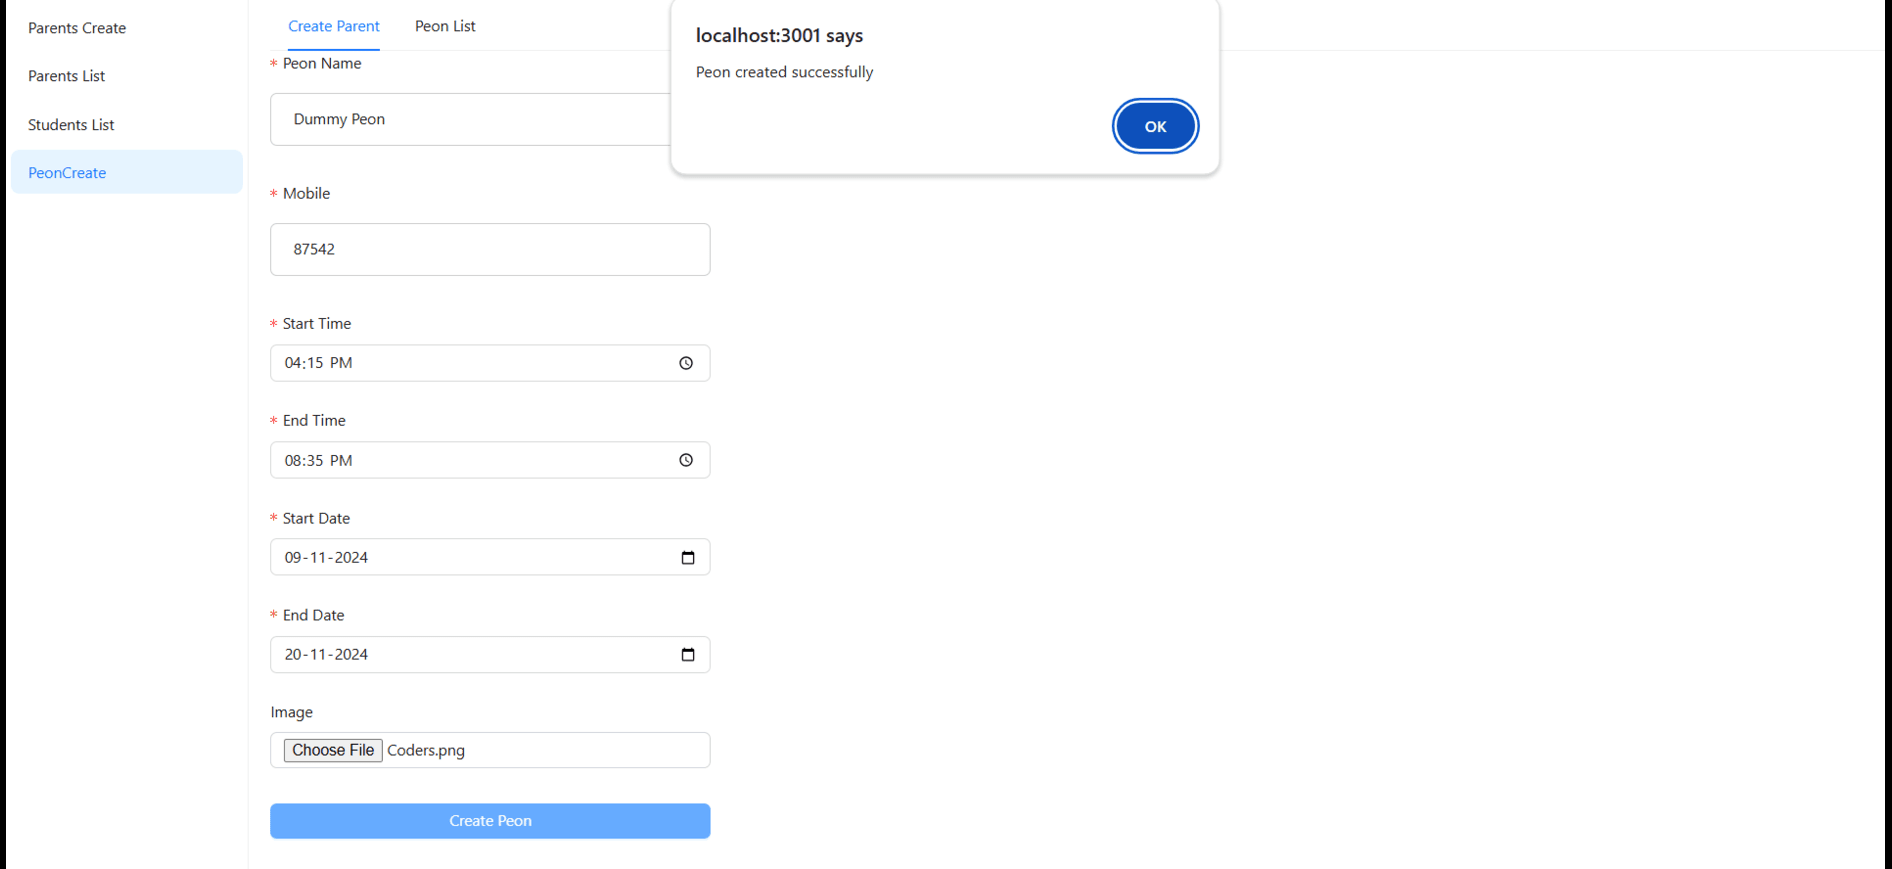 Parents Create
Parents List
Students List
PeonCreate
Create Parent Peon List
localhost:3001 says
Peon created successfully
OK
* Peon Name
Dummy Peon
* Mobile
87542
* Start Time
04:15 PM
* End Time
08:35 PM
* Start Date
09-11-2024
* End Date
20-11-2024
Image
Choose File Coders.png
Create Peon